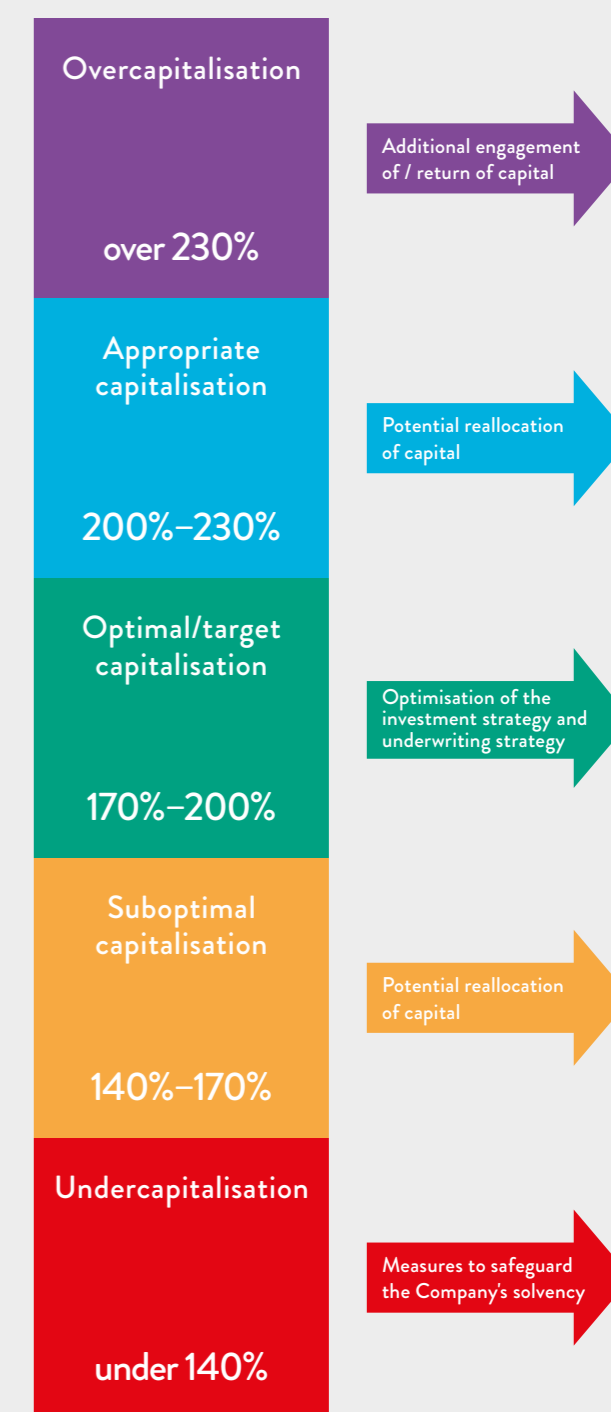 Overcapitalisation
over 230%
Additional engagement
of / return of capital
Appropriate
capitalisation
200%–230%
Potential reallocation
of capital
Optimal/target
capitalisation
170%–200%
Optimisation of the
investment strategy and
underwriting strategy
Suboptimal
capitalisation
140%–170%
Potential reallocation
of capital
Undercapitalisation
under 140%
Measures to safeguard
the Company's solvency